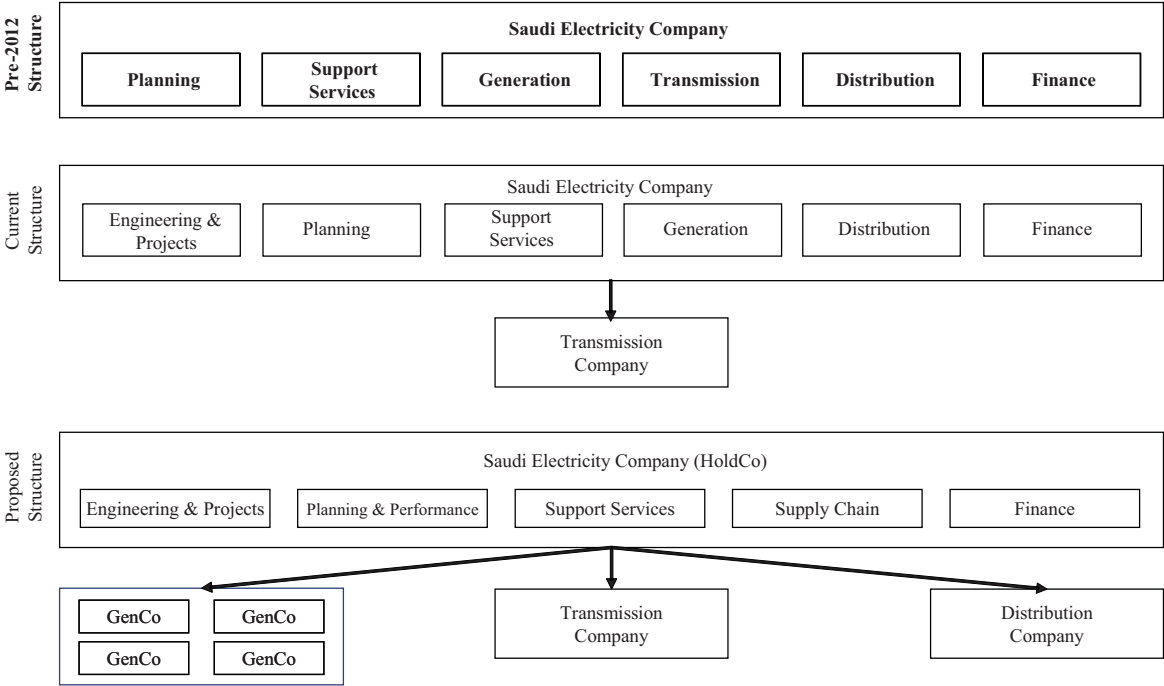 Pre-2012
Structure
Saudi Electricity Company
Planning
Support
Services
Generation
Transmission
Distribution
Finance
Current
Structure
Saudi Electricity Company
Engineering &
Projects
Planning
Support
Services
Generation
Distribution
Finance
Transmission
Company
Proposed
Structure
Saudi Electricity Company (HoldCo)
Engineering & Projects
Planning & Performance
Support Services
Supply Chain
Finance
GenCo
GenCo
GenCo
GenCo
Transmission
Company
Distribution
Company